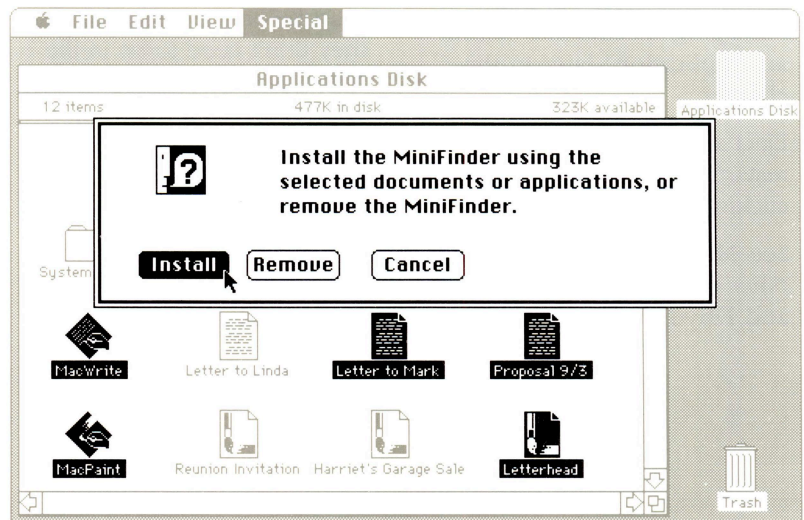 File Edit View Special
Applications Disk
12 items 477K in disk 323K available
Applications Disk
Install the MiniFinder using the
selected documents or applications, or
remove the MiniFinder.
Install Remove Cancel
System
MacWrite Letter to Linda Letter to Mark Proposal 9/3
MacPaint Reunion Invitation Harriet's Garage Sale Letterhead
Trash